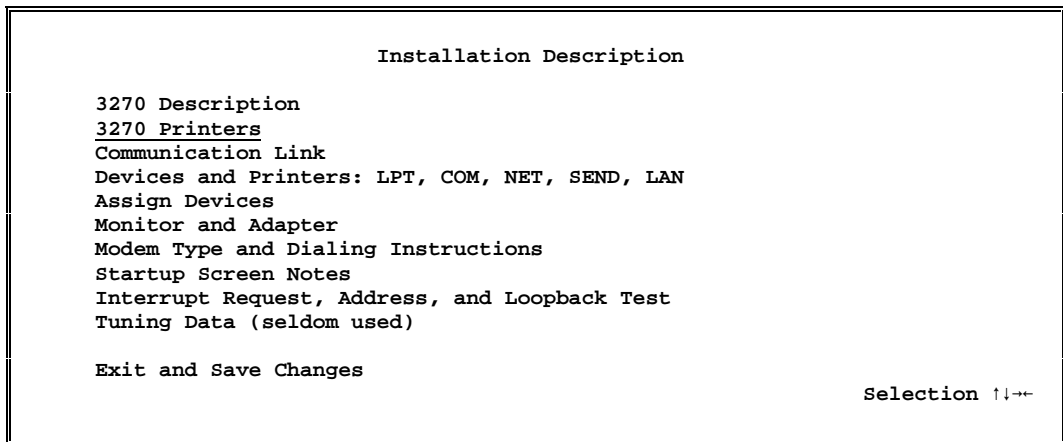 Installation Description
3270 Description
3270 Printers
Communication Link
Devices and Printers: LPT, COM, NET, SEND, LAN
Assign Devices
Monitor and Adapter
Modem Type and Dialing Instructions
Startup Screen Notes
Interrupt Request, Address, and Loopback Test
Tuning Data (seldom used)
Exit and Save Changes
Selection ↑↓→←